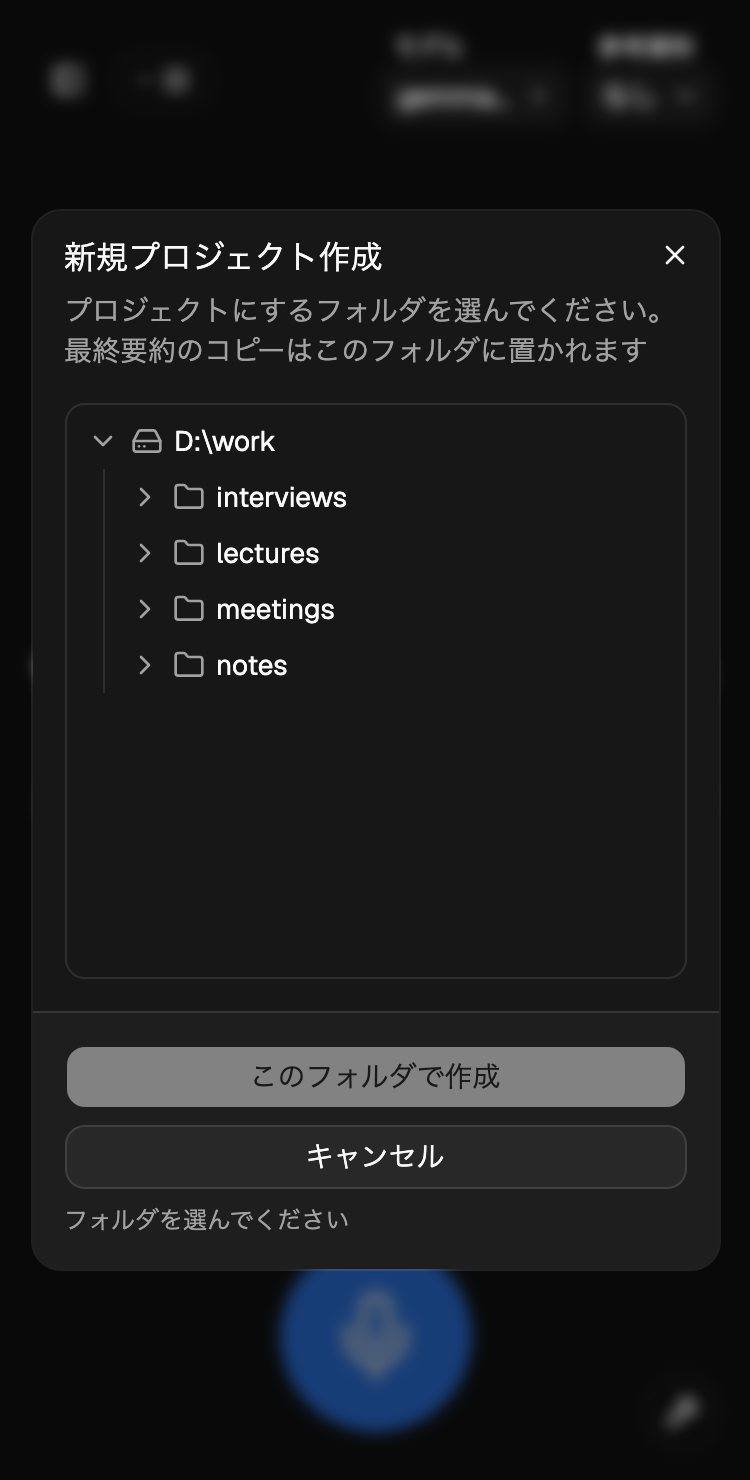 新規プロジェクト作成
プロジェクトにするフォルダを選んでください。
最終要約のコピーはこのフォルダに置かれます
D:\work
interviews
lectures
meetings
notes
このフォルダで作成
キャンセル
フォルダを選んでください